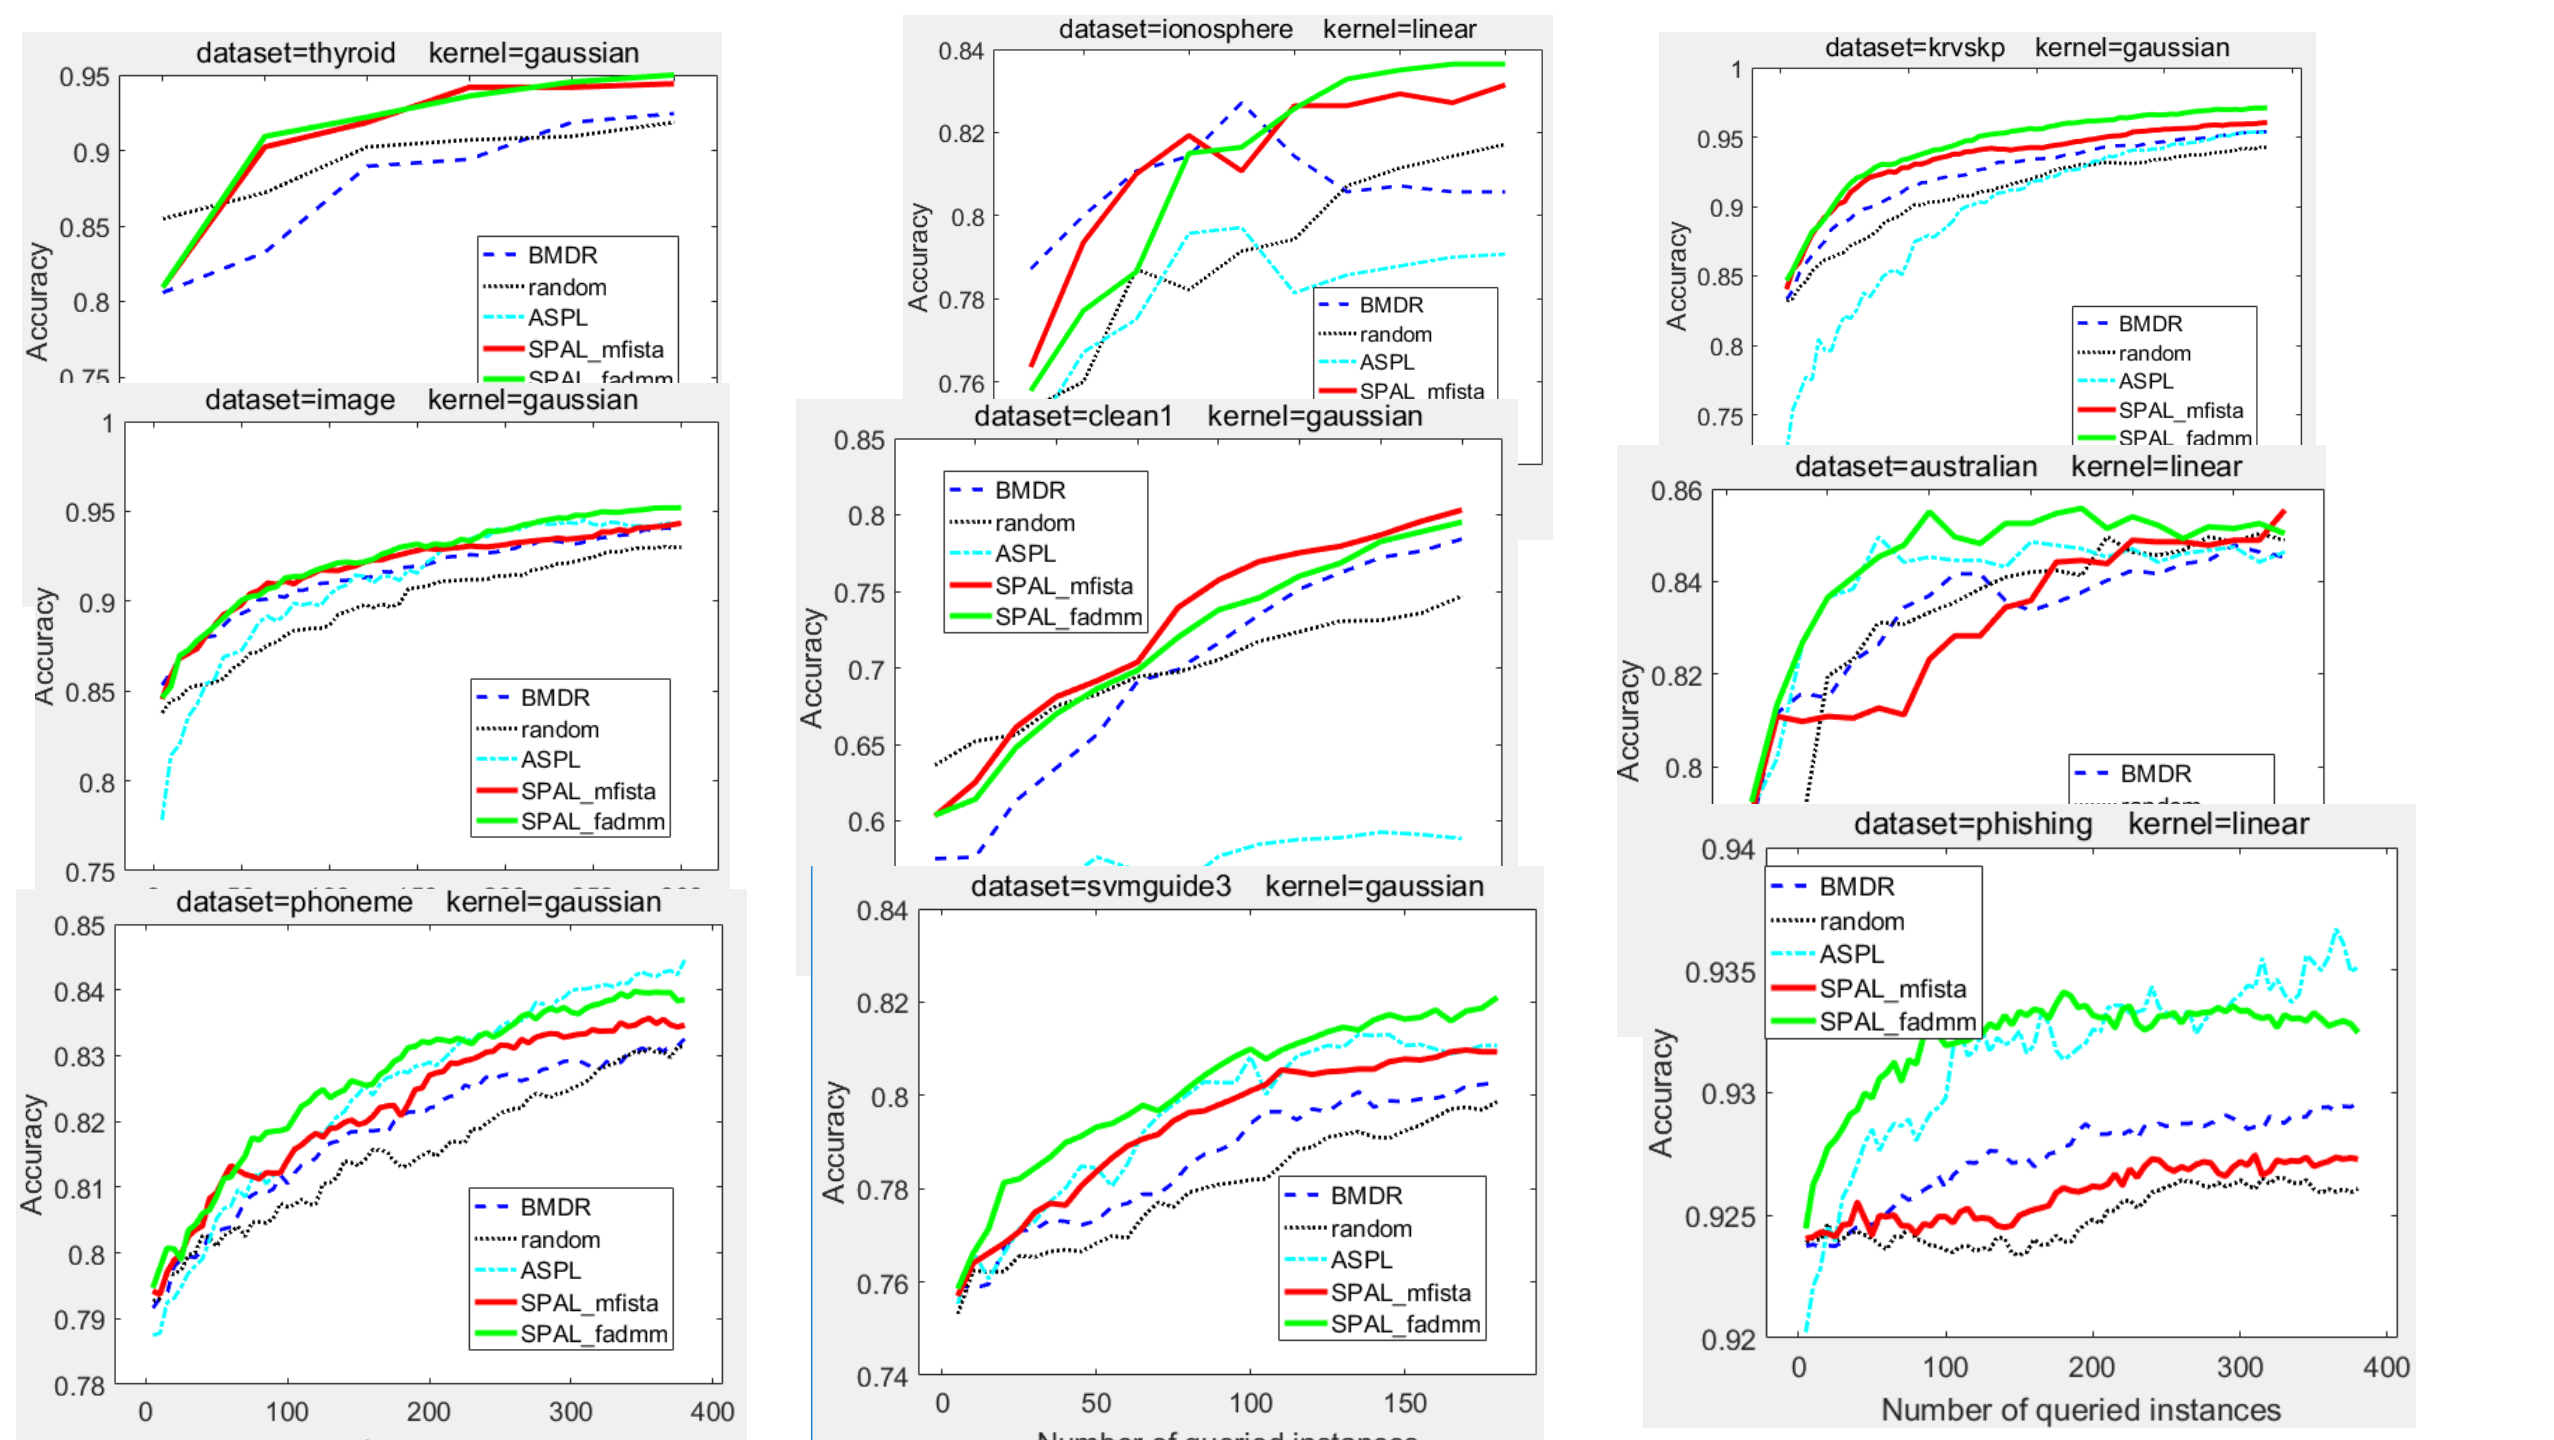 dataset=thyroid kernel=gaussian
0.95
0.9
0.85
0.8
0.75
Accuracy
BMDR
random
ASPL
SPAL_mfista
SPAL_fadmm
dataset=ionosphere kernel=linear
0.84
0.82
0.8
0.78
0.76
Accuracy
BMDR
random
ASPL
SPAL_mfista
dataset=krvskp kernel=gaussian
1
0.95
0.9
0.85
0.8
0.75
Accuracy
BMDR
random
ASPL
SPAL_mfista
SPAL_fadmm
dataset=image kernel=gaussian
1
0.95
0.9
0.85
0.8
0.75
Accuracy
BMDR
random
ASPL
SPAL_mfista
SPAL_fadmm
dataset=clean1 kernel=gaussian
0.85
0.8
0.75
0.7
0.65
0.6
Accuracy
BMDR
random
ASPL
SPAL_mfista
SPAL_fadmm
dataset=australian kernel=linear
0.86
0.84
0.82
0.8
Accuracy
BMDR
dataset=phoneme kernel=gaussian
0.85
0.84
0.83
0.82
0.81
0.8
0.79
0.78
Accuracy
BMDR
random
ASPL
SPAL_mfista
SPAL_fadmm
0 100 200 300 400
dataset=svmguide3 kernel=gaussian
0.84
0.82
0.8
0.78
0.76
0.74
Accuracy
BMDR
random
ASPL
SPAL_mfista
SPAL_fadmm
0 50 100 150
Number of queried instances
dataset=phishing kernel=linear
0.94
0.935
0.93
0.925
0.92
Accuracy
BMDR
random
ASPL
SPAL_mfista
SPAL_fadmm
0 100 200 300 400
Number of queried instances